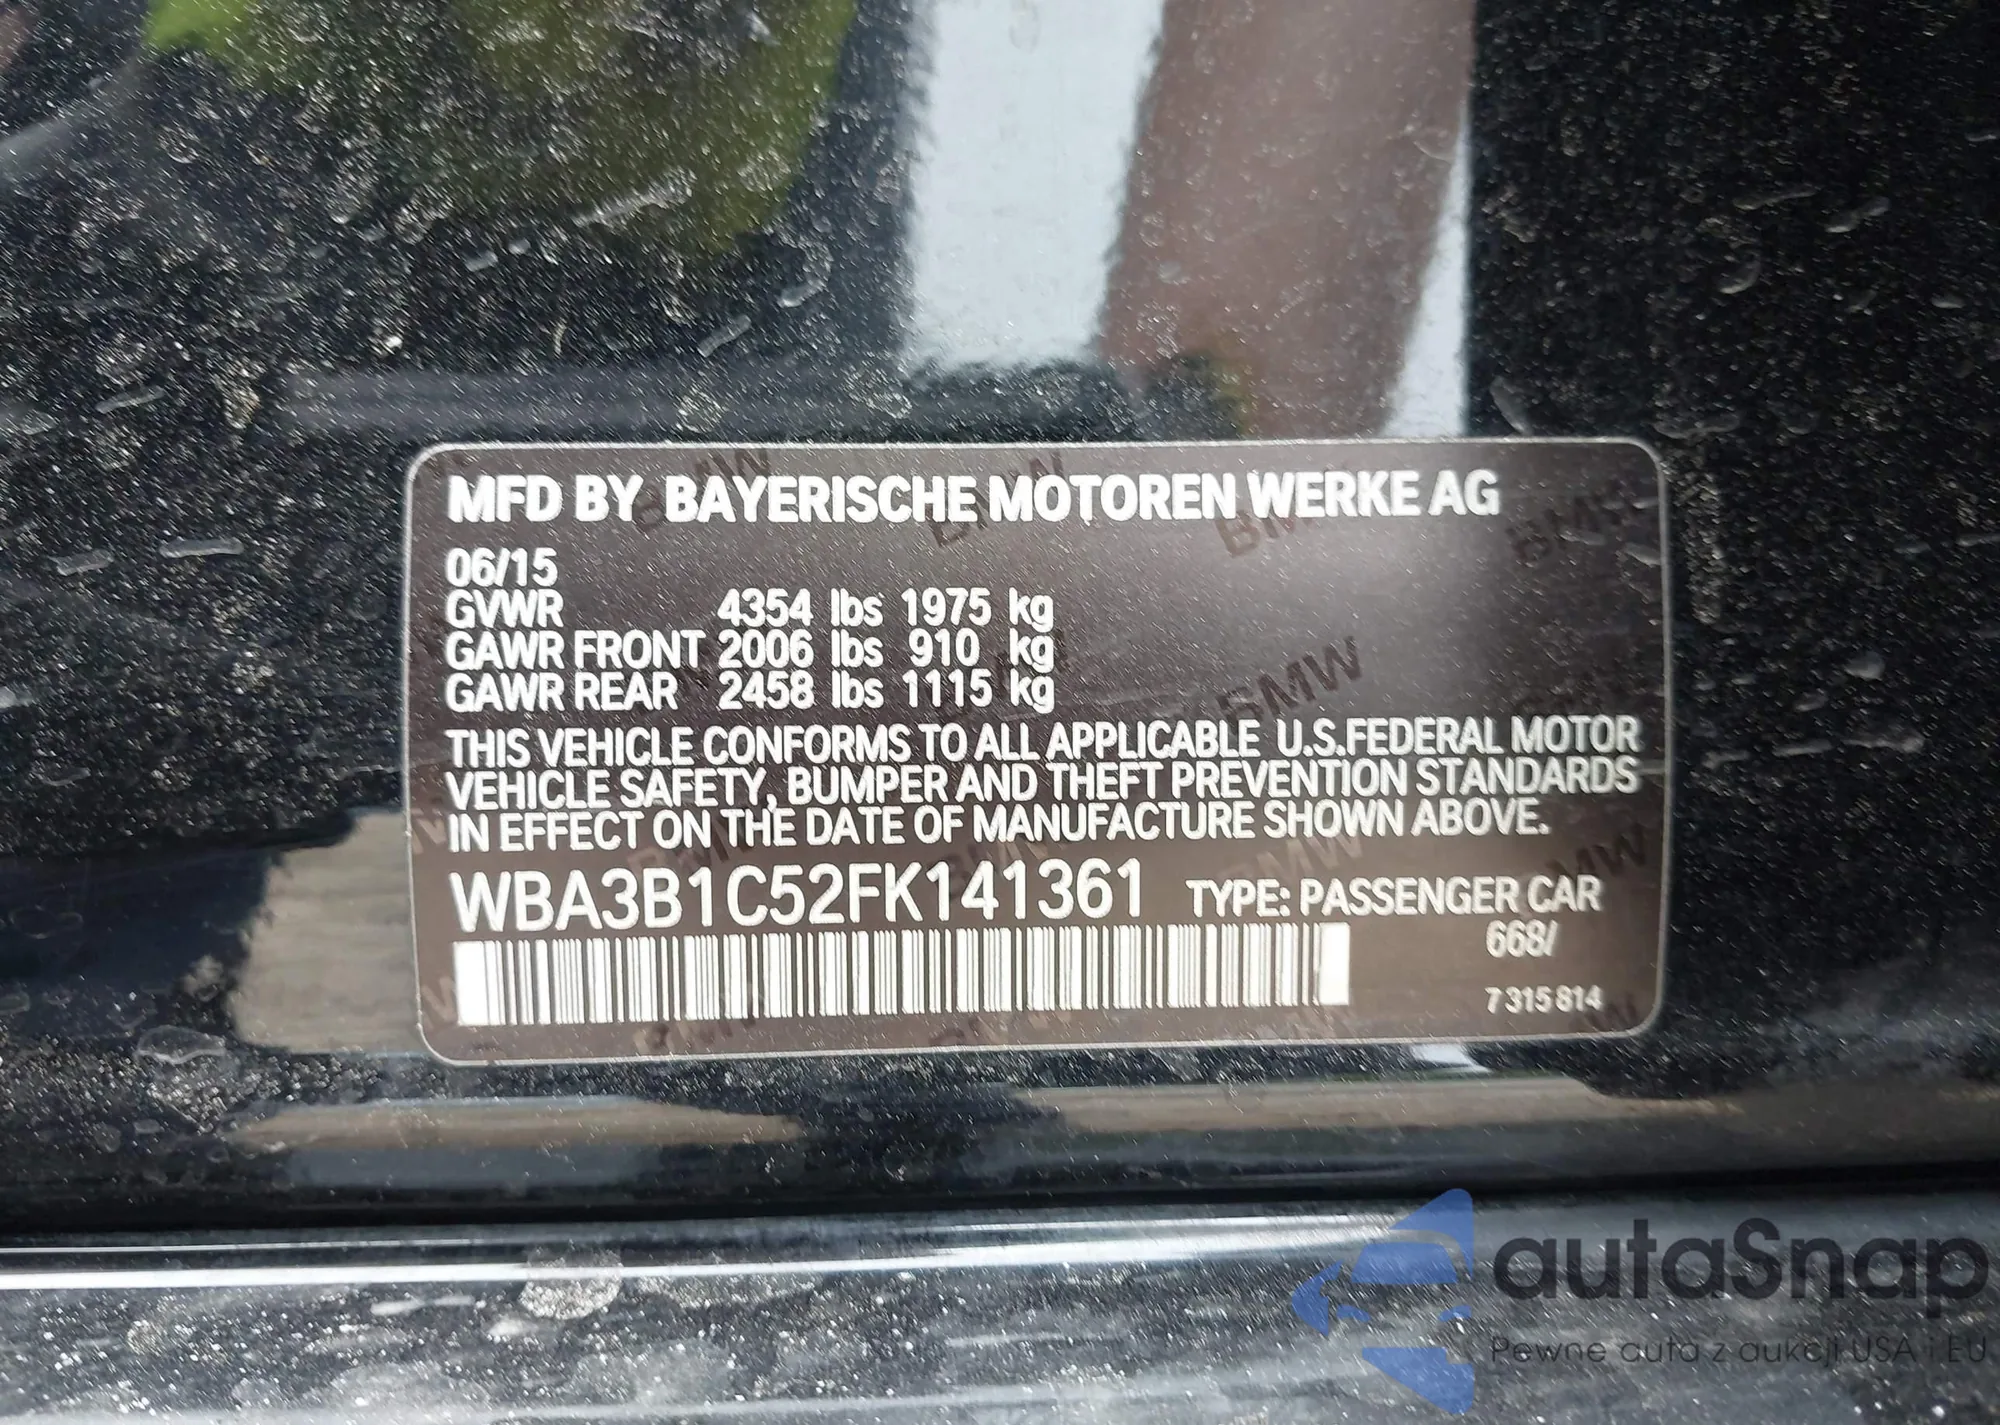 MFD BY BAYERISCHE MOTOREN WERKE AG
06/15
GVWR 4354 lbs 1975 kg
GAWR FRONT 2006 lbs 910 kg
GAWR REAR 2458 lbs 1115 kg
THIS VEHICLE CONFORMS TO ALL APPLICABLE U.S.FEDERAL MOTOR
VEHICLE SAFETY, BUMPER AND THEFT PREVENTION STANDARDS
IN EFFECT ON THE DATE OF MANUFACTURE SHOWN ABOVE.
WBA3B1C52FK141361 TYPE: PASSENGER CAR
668/
7 315 814
autaSnap
Pewne auta z aukcji USA i EU